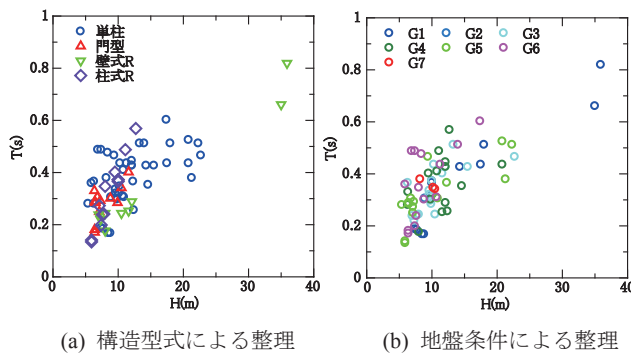 単柱
門型
壁式R
柱式R
1
0.8
0.6
0.4
0.2
0
T(s)
0 10 20 30 40
H(m)
(a) 構造型式による整理
G1 G2 G3
G4 G5 G6
G7
1
0.8
0.6
0.4
0.2
0
T(s)
0 10 20 30 40
H(m)
(b) 地盤条件による整理